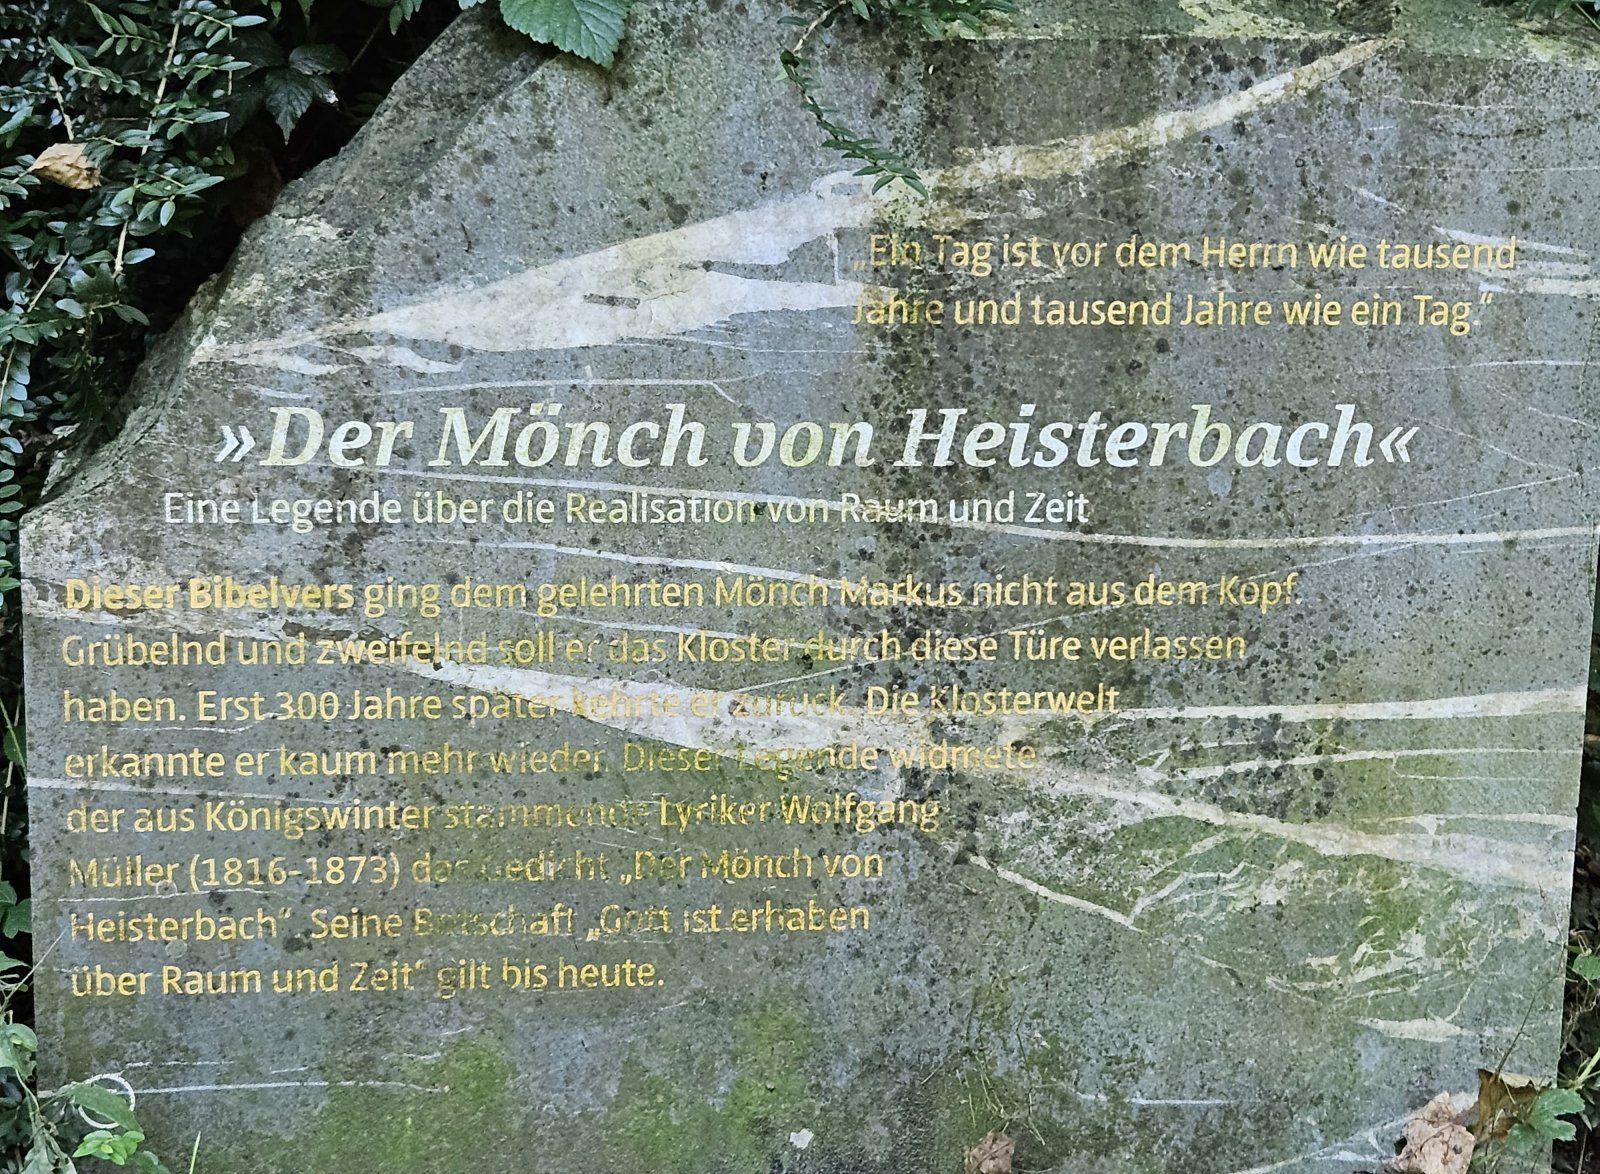 „Ein Tag ist vor dem Herrn wie tausend
Jahre und tausend Jahre wie ein Tag.“
»Der Mönch von Heisterbach«
Eine Legende über die Realisation von Raum und Zeit
Dieser Bibelvers ging dem gelehrten Mönch Markus nicht aus dem Kopf.
Grübelnd und zweifelnd soll er das Kloster durch diese Türe verlassen
haben. Erst 300 Jahre später kehrte er zurück. Die Klosterwelt
erkannte er kaum mehr wieder. Dieser Legende widmete
der aus Königswinter stammende Lyriker Wolfgang
Müller (1816-1873) das Gedicht „Der Mönch von
Heisterbach“ Seine Botschaft „Gott ist erhaben
über Raum und Zeit“ gilt bis heute.